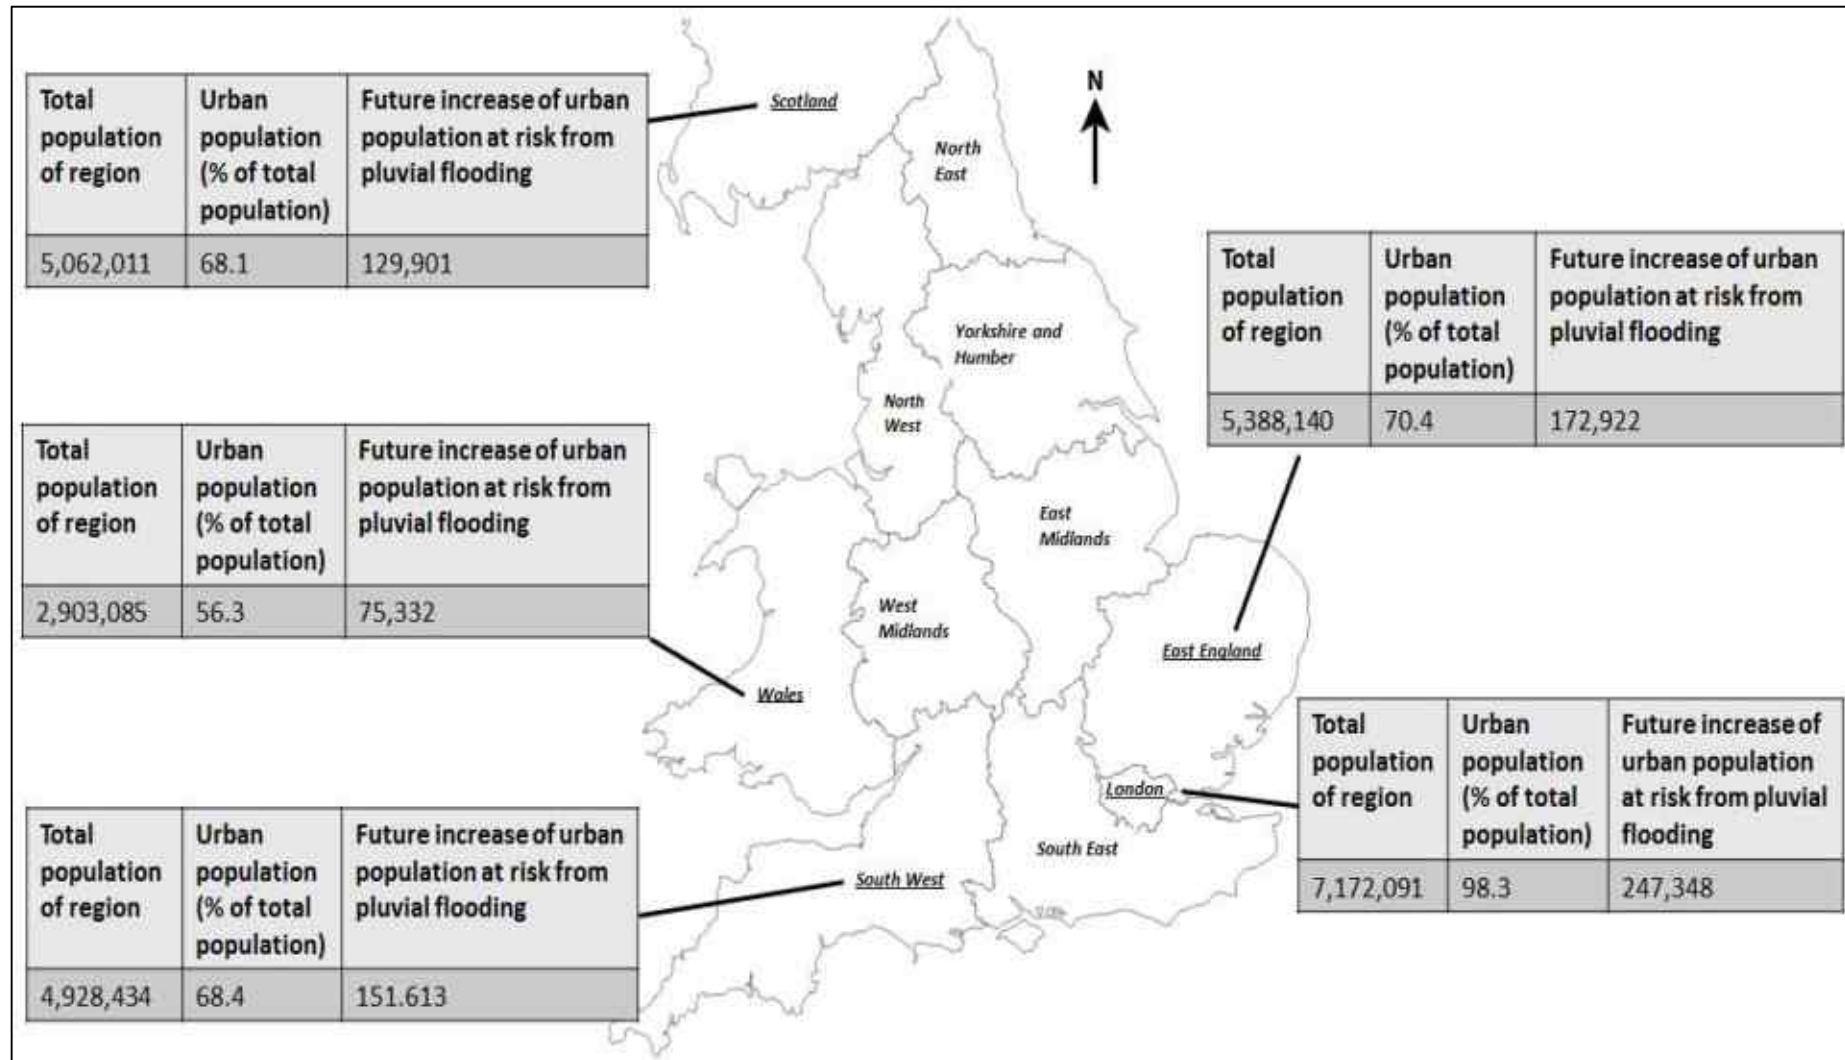 Total
population
of region
Urban
population
(% of total
population)
Future increase of urban
population at risk from
pluvial flooding
5,062,011
68.1
129,901
Scotland
N
North
East
Total
population
of region
Urban
population
(% of total
population)
Future increase of urban
population at risk from
pluvial flooding
5,388,140
70.4
172,922
Yorkshire and
Humber
North
West
Total
population
of region
Urban
population
(% of total
population)
Future increase of urban
population at risk from
pluvial flooding
2,903,085
56.3
75,332
East
Midlands
West
Midlands
East England
Wales
Total
population
of region
Urban
population
(% of total
population)
Future increase of
urban population
at risk from pluvial
flooding
7,172,091
98.3
247,348
London
South East
South West
Total
population
of region
Urban
population
(% of total
population)
Future increase of urban
population at risk from
pluvial flooding
4,928,434
68.4
151.613